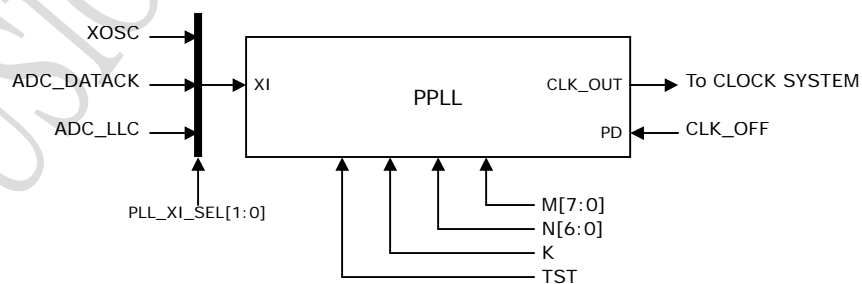 XOSC
ADC_DATACK
ADC_LLC
PLL_XI_SEL[1:0]
XI
PPLL
CLK_OUT
PD
To CLOCK SYSTEM
CLK_OFF
M[7:0]
N[6:0]
K
TST